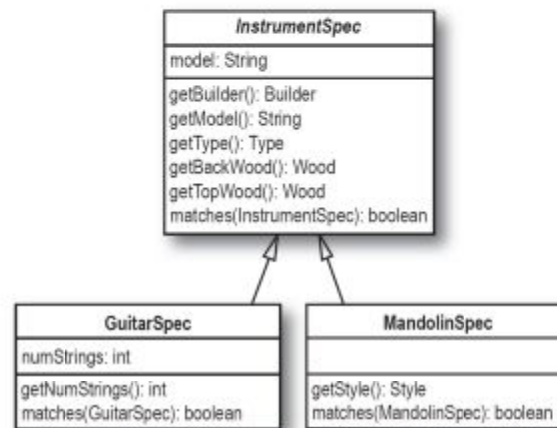 InstrumentSpec
model: String
getBuilder(): Builder
getModel(): String
getType(): Type
getBackWood(): Wood
getTopWood(): Wood
matches(InstrumentSpec): boolean
GuitarSpec
numStrings: int
getNumStrings(): int
matches(GuitarSpec): boolean
MandolinSpec
getStyle(): Style
matches(MandolinSpec): boolean